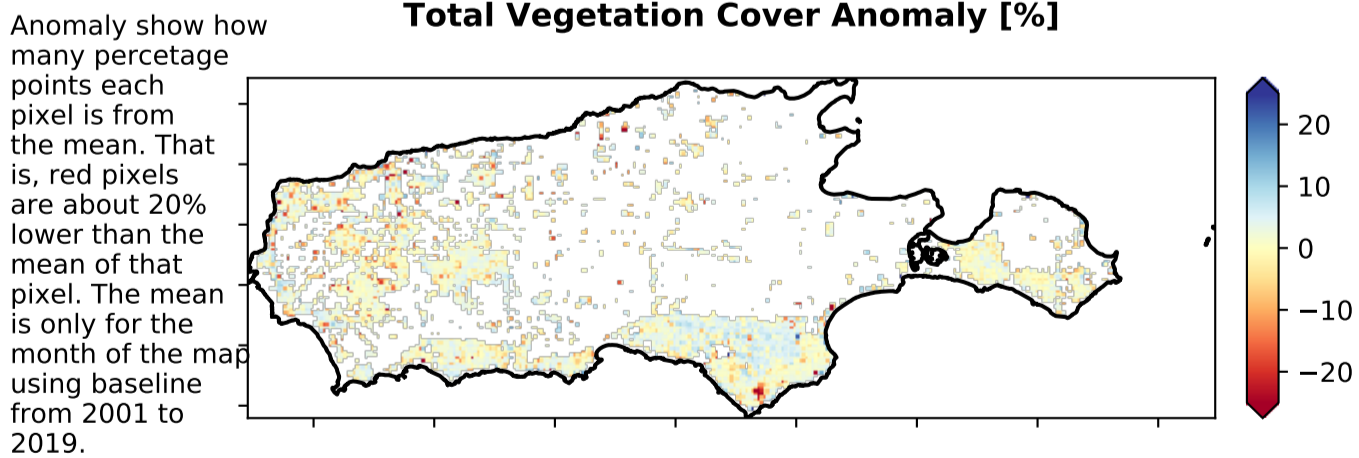 Total Vegetation Cover Anomaly [%]
Anomaly show how
many percetage
points each
pixel is from
the mean. That
is, red pixels
are about 20%
lower than the
mean of that
pixel. The mean
is only for the
month of the map
using baseline
from 2001 to
2019.
20
10
0
−10
−20